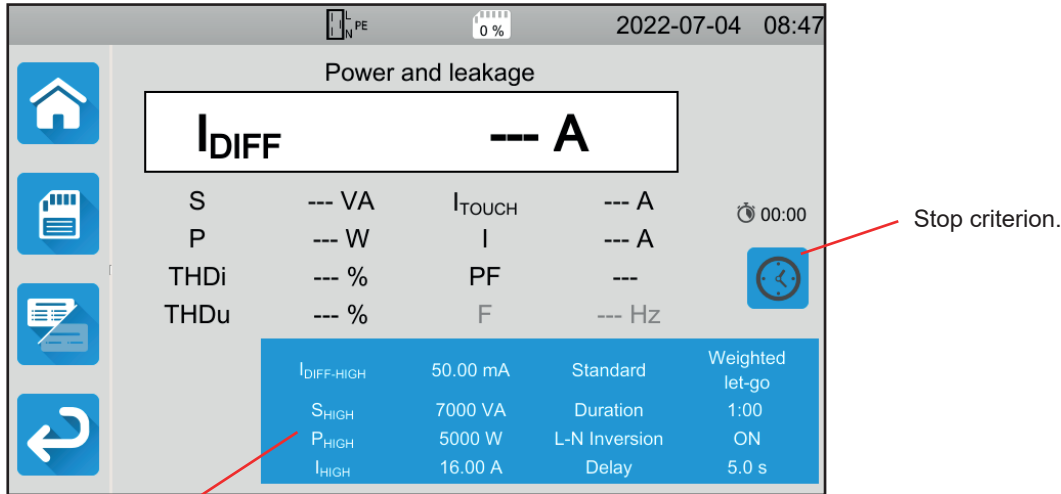 L N PE 0 % 2022-07-04 08:47
Power and leakage
IDIFF --- A
S --- VA ITOUCH --- A
00:00
P --- W I --- A
THDi --- % PF ---
THDu --- % F --- Hz
Stop criterion.
IDIFF-HIGH 50.00 mA Standard Weighted let-go
SHIGH 7000 VA Duration 1:00
PHIGH 5000 W L-N Inversion ON
IHIGH 16.00 A Delay 5.0 s